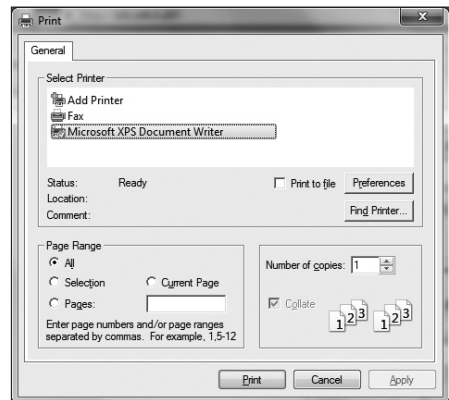 Print
General
Select Printer
Add Printer
Fax
Microsoft XPS Document Writer
Status: Ready
Location:
Comment:
Print to file
Preferences
Find Printer...
Page Range
All
Selection
Current Page
Pages:
Enter page numbers and/or page ranges
separated by commas. For example, 1,5-12
Number of copies: 1
Collate
1 2 3 1 2 3
Print Cancel Apply